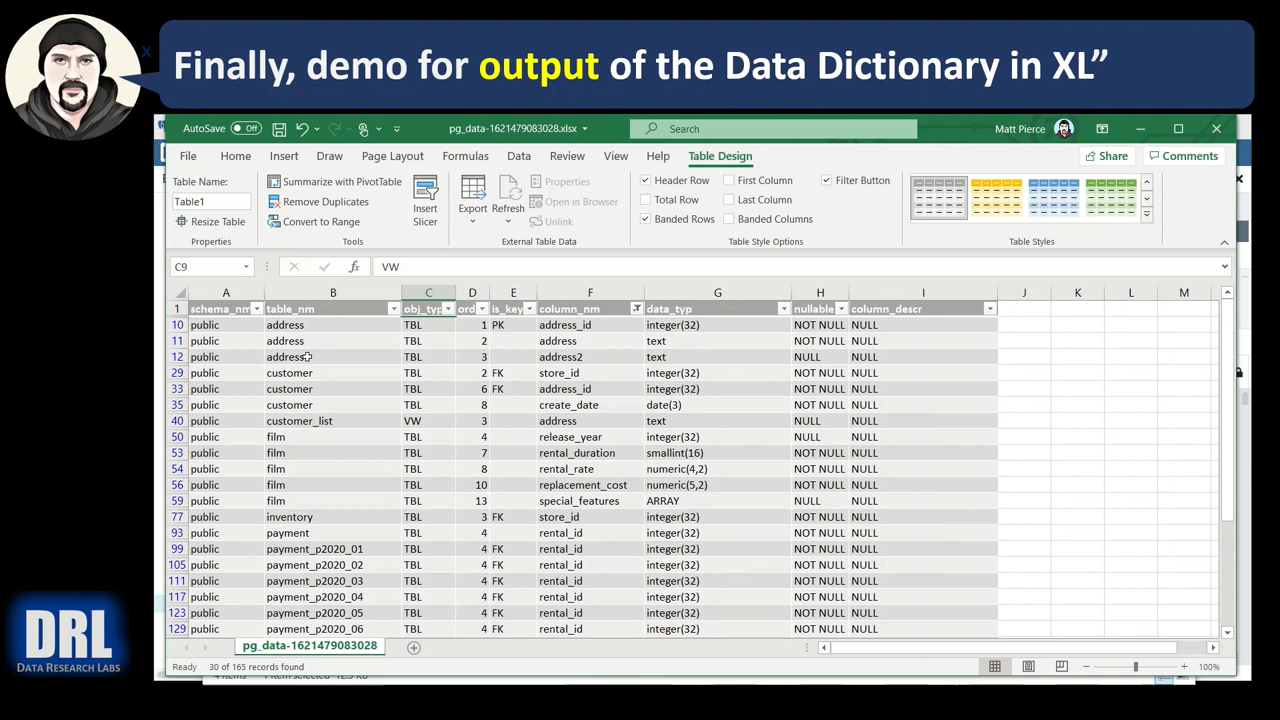 Finally, demo for output of the Data Dictionary in XL”
AutoSave Off pg_data-1621479083028.xlsx Search Matt Pierce
File Home Insert Draw Page Layout Formulas Data Review View Help Table Design Share Comments
Table Name:
Table1
Resize Table
Properties
Summarize with PivotTable
Remove Duplicates
Convert to Range
Tools
Insert
Slicer
Export
Refresh
Properties
Open in Browser
Unlink
External Table Data
Header Row First Column Filter Button
Total Row Last Column
Banded Rows Banded Columns
Table Style Options
Table Styles
C9 fx VW
A B C D E F G H I J K L M
1 schema_nm table_nm obj_typ ord is_key column_nm data_typ nullable column_descr
10 public address TBL 1 PK address_id integer(32) NOT NULL NULL
11 public address TBL 2 address text NOT NULL NULL
12 public address TBL 3 address2 text NULL NULL
29 public customer TBL 2 FK store_id integer(32) NOT NULL NULL
33 public customer TBL 6 FK address_id integer(32) NOT NULL NULL
35 public customer TBL 8 create_date date(3) NOT NULL NULL
40 public customer_list VW 3 address text NULL NULL
50 public film TBL 4 release_year integer(32) NULL NULL
53 public film TBL 7 rental_duration smallint(16) NOT NULL NULL
54 public film TBL 8 rental_rate numeric(4,2) NOT NULL NULL
56 public film TBL 10 replacement_cost numeric(5,2) NOT NULL NULL
59 public film TBL 13 special_features ARRAY NULL NULL
77 public inventory TBL 3 FK store_id integer(32) NOT NULL NULL
93 public payment TBL 4 rental_id integer(32) NOT NULL NULL
99 public payment_p2020_01 TBL 4 FK rental_id integer(32) NOT NULL NULL
105 public payment_p2020_02 TBL 4 FK rental_id integer(32) NOT NULL NULL
111 public payment_p2020_03 TBL 4 FK rental_id integer(32) NOT NULL NULL
117 public payment_p2020_04 TBL 4 FK rental_id integer(32) NOT NULL NULL
123 public payment_p2020_05 TBL 4 FK rental_id integer(32) NOT NULL NULL
129 public payment_p2020_06 TBL 4 FK rental_id integer(32) NOT NULL NULL
pg_data-1621479083028
Ready 30 of 165 records found 100%
DRL
DATA RESEARCH LABS